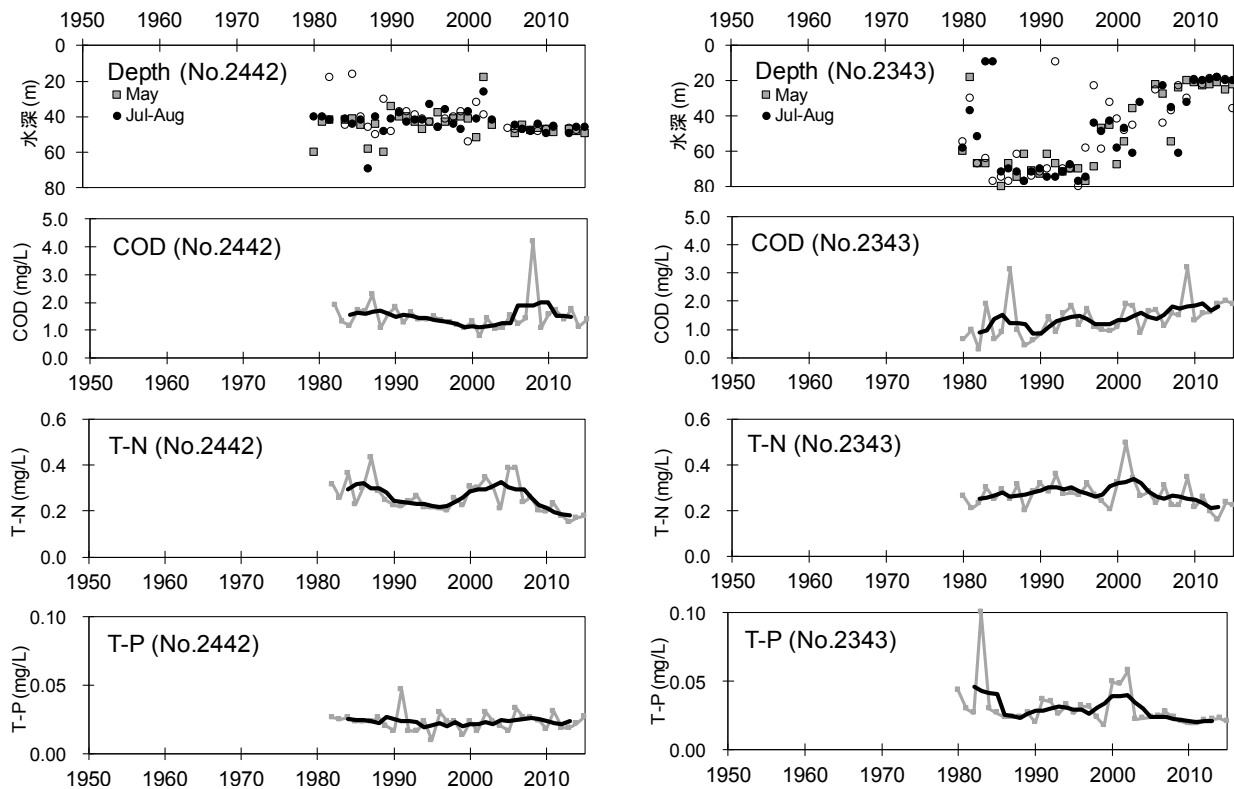 1950 1960 1970 1980 1990 2000 2010
0
20
40
60
80
水深 (m)
Depth (No.2442)
May
Jul-Aug
5.0
4.0
3.0
2.0
1.0
0.0
COD (mg/L)
COD (No.2442)
1950 1960 1970 1980 1990 2000 2010
0.6
0.4
0.2
0.0
T-N (mg/L)
T-N (No.2442)
1950 1960 1970 1980 1990 2000 2010
0.10
0.05
0.00
T-P (mg/L)
T-P (No.2442)
1950 1960 1970 1980 1990 2000 2010
1950 1960 1970 1980 1990 2000 2010
0
20
40
60
80
水深 (m)
Depth (No.2343)
May
Jul-Aug
5.0
4.0
3.0
2.0
1.0
0.0
COD (mg/L)
COD (No.2343)
1950 1960 1970 1980 1990 2000 2010
0.6
0.4
0.2
0.0
T-N (mg/L)
T-N (No.2343)
1950 1960 1970 1980 1990 2000 2010
0.10
0.05
0.00
T-P (mg/L)
T-P (No.2343)
1950 1960 1970 1980 1990 2000 2010